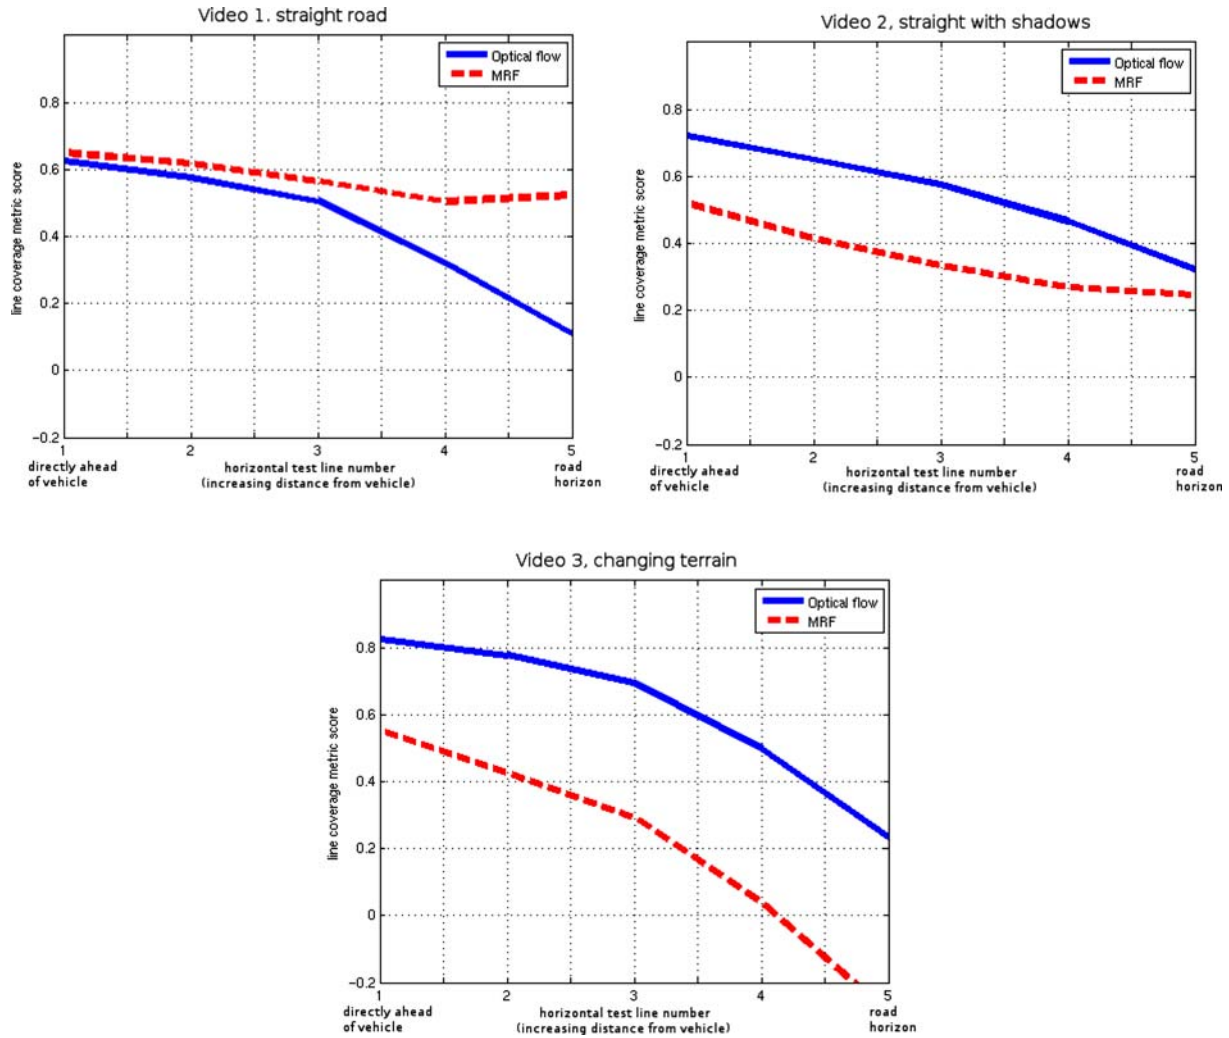 Video 1. straight road
Optical flow
MRF
line coverage metric score
0.8
0.6
0.4
0.2
0
−0.2
1
2
3
4
5
directly ahead
of vehicle
horizontal test line number
(increasing distance from vehicle)
road
horizon
Video 2, straight with shadows
Optical flow
MRF
line coverage metric score
0.8
0.6
0.4
0.2
0
−0.2
1
2
3
4
5
directly ahead
of vehicle
horizontal test line number
(increasing distance from vehicle)
road
horizon
Video 3, changing terrain
Optical flow
MRF
line coverage metric score
0.8
0.6
0.4
0.2
0
−0.2
1
2
3
4
5
directly ahead
of vehicle
horizontal test line number
(increasing distance from vehicle)
road
horizon